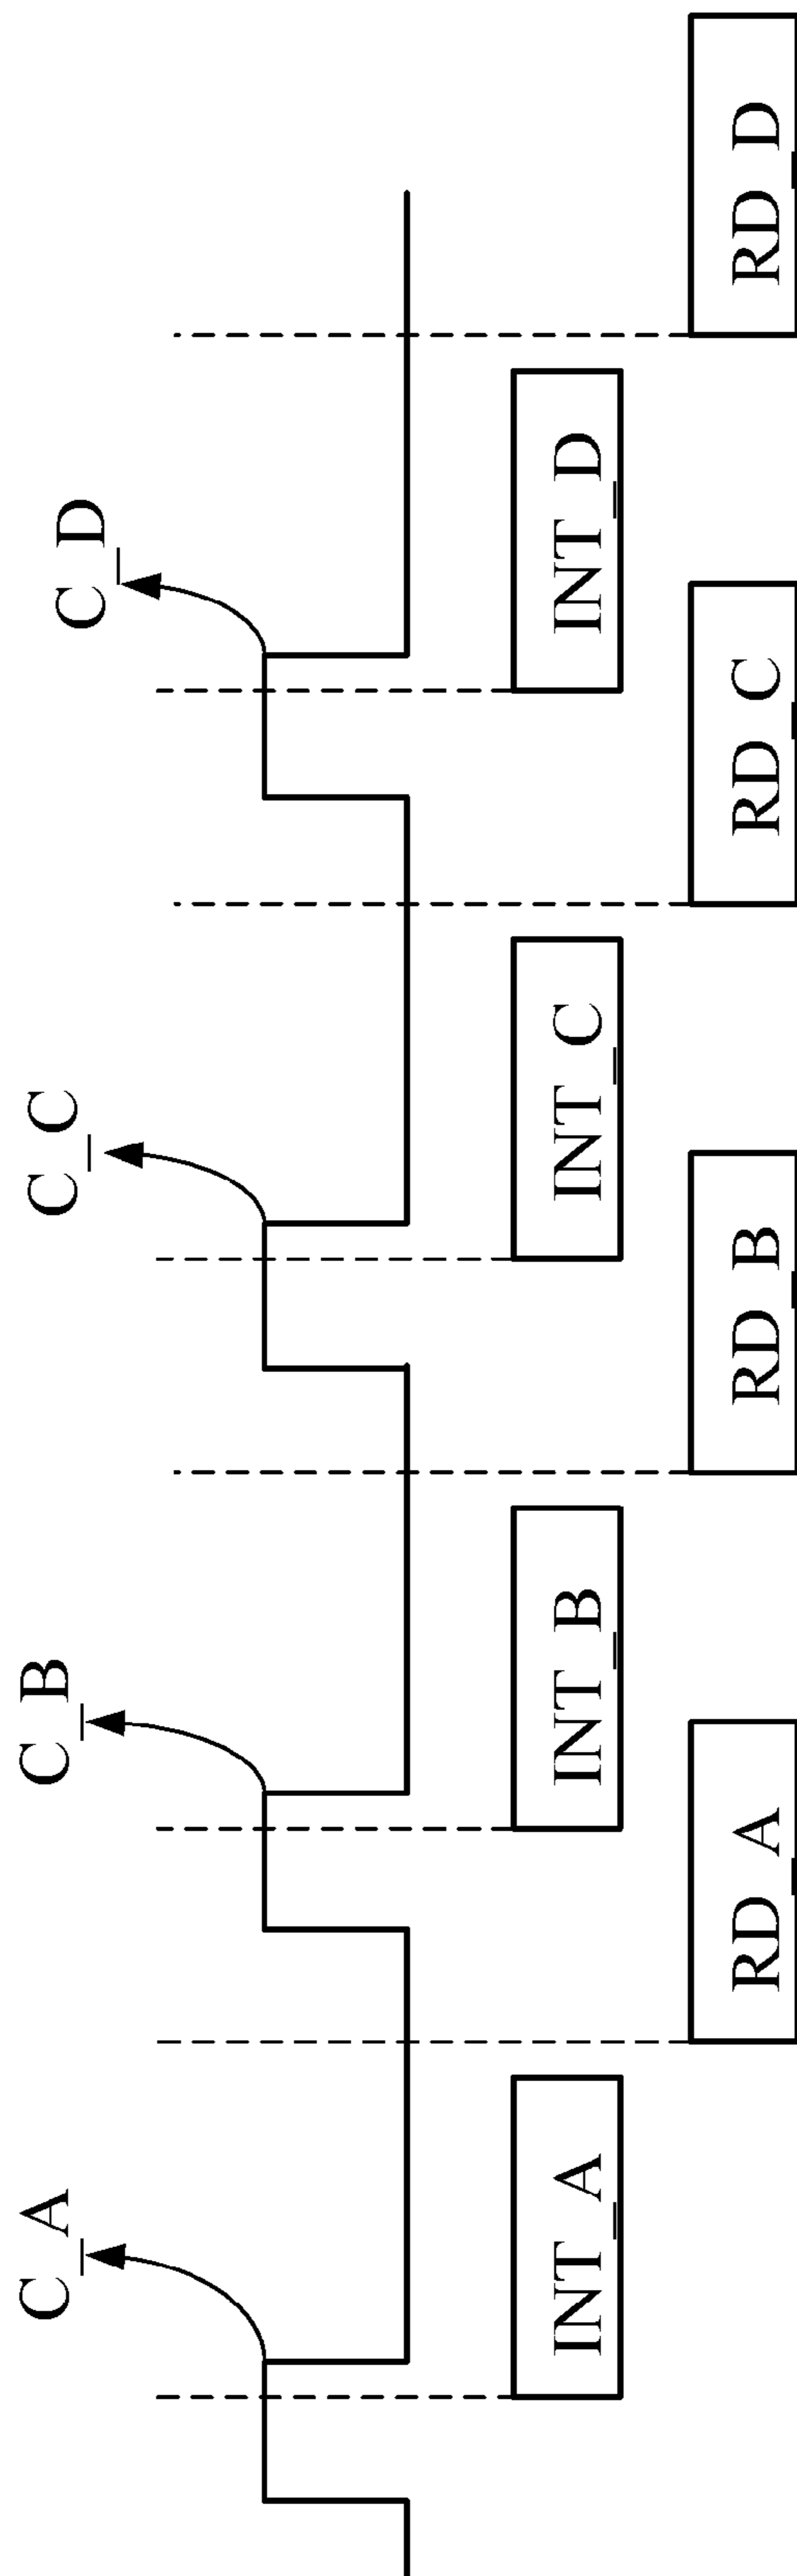 C_A
C_B
C_C
C_D
INT_A
INT_B
INT_C
INT_D
RD_A
RD_B
RD_C
RD_D